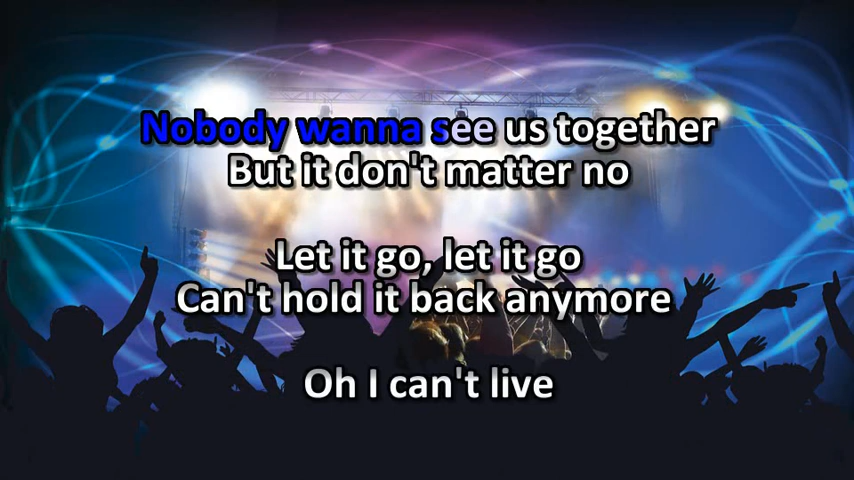 Nobody wanna see us together
But it don't matter no
Let it go, let it go
Can't hold it back anymore
Oh I can't live